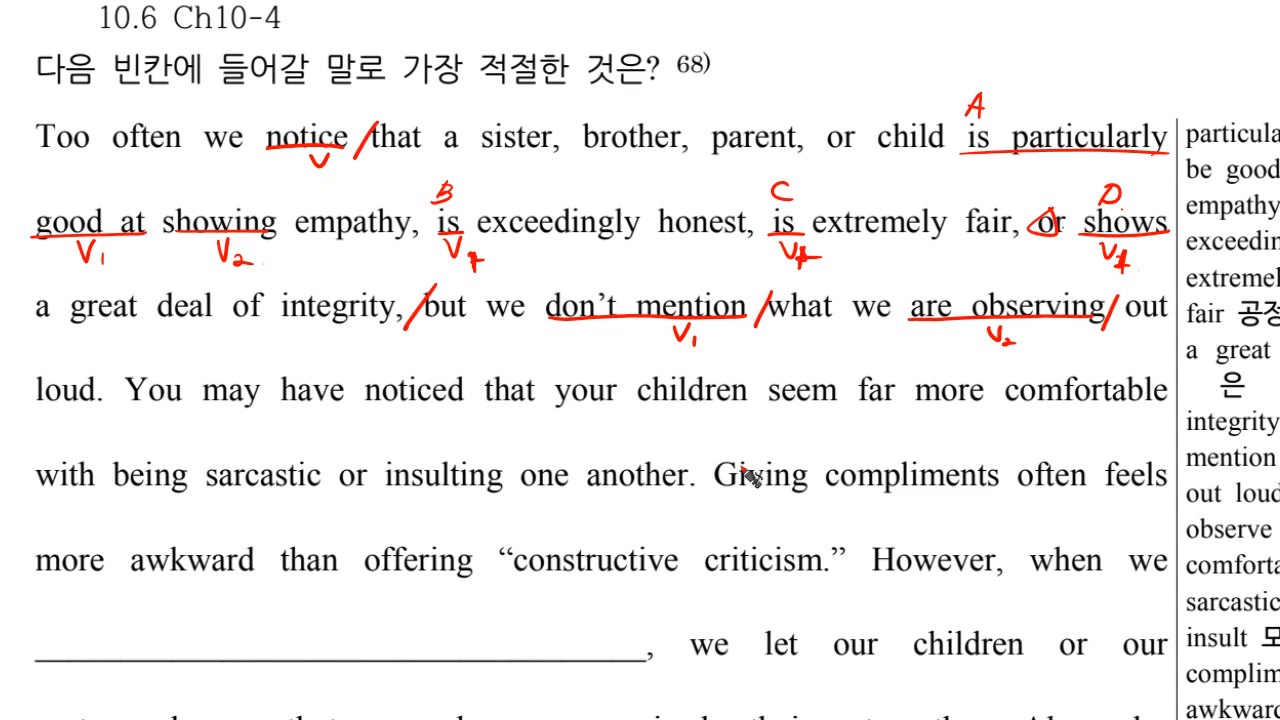 10.6 Ch10-4
다음 빈칸에 들어갈 말로 가장 적절한 것은? 68)
A
Too often we notice / that a sister, brother, parent, or child is particularly
V
B C D
good at showing empathy, is exceedingly honest, is extremely fair, or shows
V₁ V₂ V V V
a great deal of integrity, / but we don't mention / what we are observing / out
V₁ V₂
loud. You may have noticed that your children seem far more comfortable
with being sarcastic or insulting one another. Giving compliments often feels
more awkward than offering “constructive criticism.” However, when we
____________________, we let our children or our
particula
be good
empathy
exceedin
extremel
fair 공정
a great
은
integrity
mention
out loud
observe
comforta
sarcastic
insult 모
complim
awkward